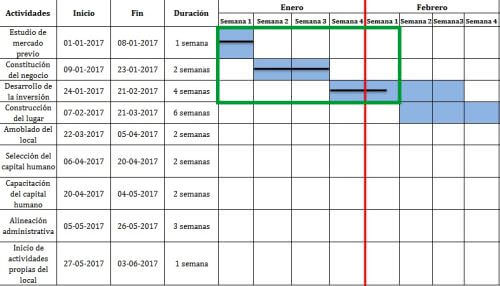 Actividades Inicio Fin Duración Enero Febrero
Semana 1 Semana 2 Semana 3 Semana 4 Semana 1 Semana 2 Semana3 Semana 4
Estudio de
mercado 01-01-2017 08-01-2017 1 semana
previo
Constitución 09-01-2017 23-01-2017 2 semanas
del negocio
Desarrollo de 24-01-2017 21-02-2017 4 semanas
la inversión
Construcción 07-02-2017 21-03-2017 6 semanas
del lugar
Amoblado del 22-03-2017 05-04-2017 2 semanas
local
Selección del 06-04-2017 20-04-2017 2 semanas
capital humano
Capacitación
del capital 20-04-2017 04-05-2017 2 semanas
humano
Alineación 05-05-2017 26-05-2017 3 semanas
administrativa
Inicio de
actividades 27-05-2017 03-06-2017 1 semana
propias del
local